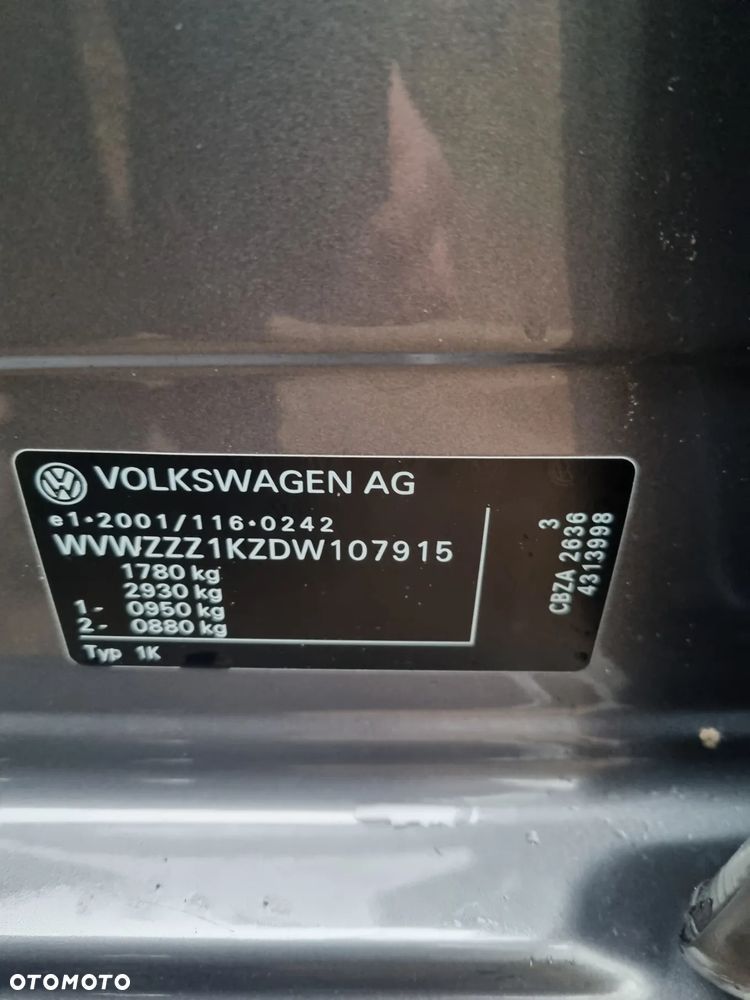 VOLKSWAGEN AG
e1*2001/116*0242
WVWZZZ1KZDW107915
1780 kg
2930 kg
1- 0950 kg
2- 0880 kg
Typ 1K
3
CBZA 2636
4313998
OTOMOTO